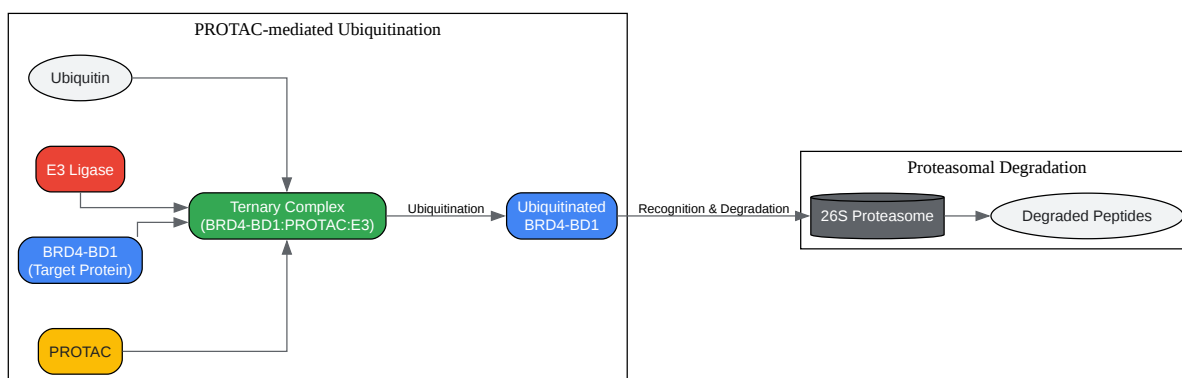 PROTAC-mediated Ubiquitination
Ubiquitin
E3 Ligase
BRD4-BD1
(Target Protein)
PROTAC
Ternary Complex
(BRD4-BD1:PROTAC:E3)
Ubiquitination
Ubiquitinated
BRD4-BD1
Recognition & Degradation
Proteasomal Degradation
26S Proteasome
Degraded Peptides